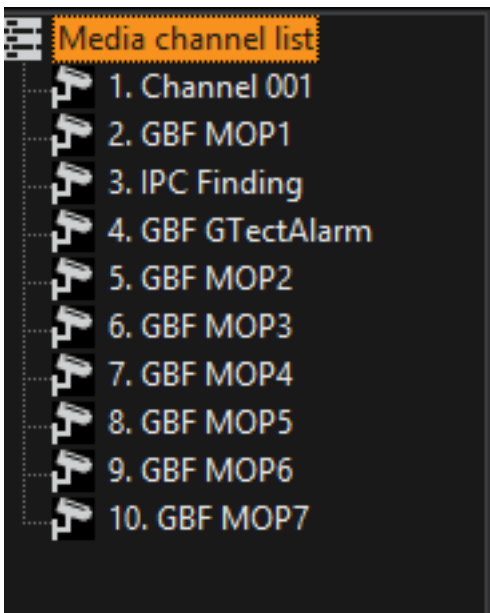 Media channel list
1. Channel 001
2. GBF MOP1
3. IPC Finding
4. GBF GTectAlarm
5. GBF MOP2
6. GBF MOP3
7. GBF MOP4
8. GBF MOP5
9. GBF MOP6
10. GBF MOP7